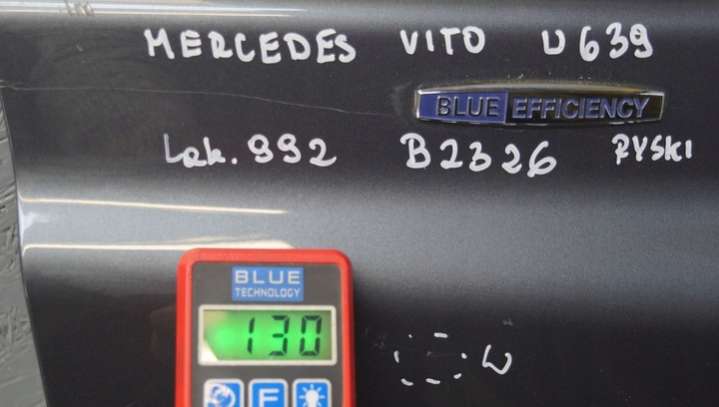 MERCEDES VITO W639
BLUE EFFICIENCY
Lak. 992 B2326 RYSKI
BLUE
TECHNOLOGY
130
F
W